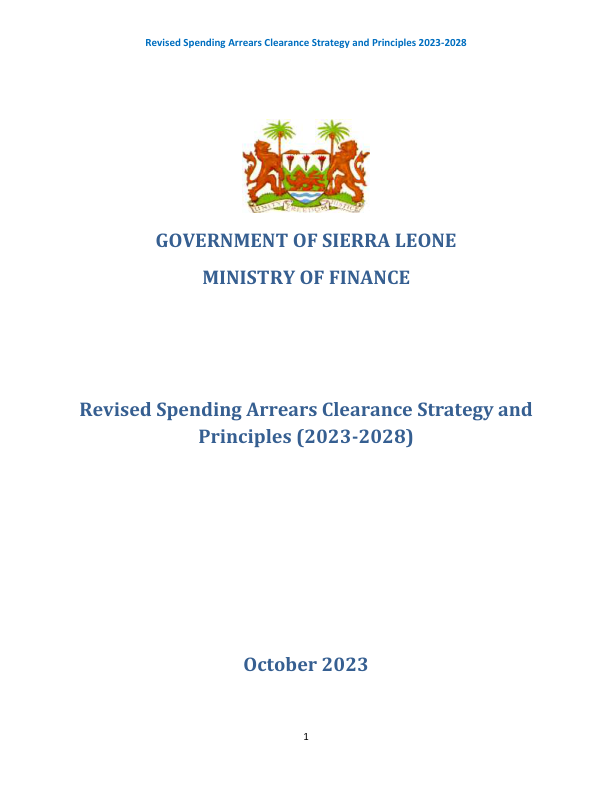 Revised Spending Arrears Clearance Strategy and Principles 2023-2028
GOVERNMENT OF SIERRA LEONE
MINISTRY OF FINANCE
Revised Spending Arrears Clearance Strategy and
Principles (2023-2028)
October 2023
1